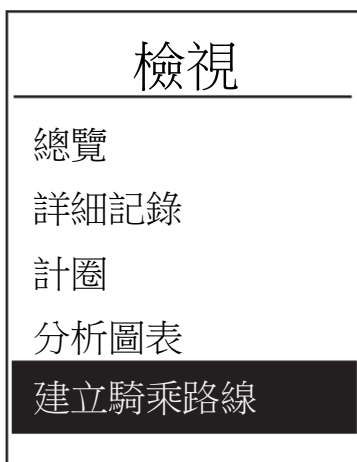 檢視
總覽
詳細記錄
計圈
分析圖表
建立騎乘路線